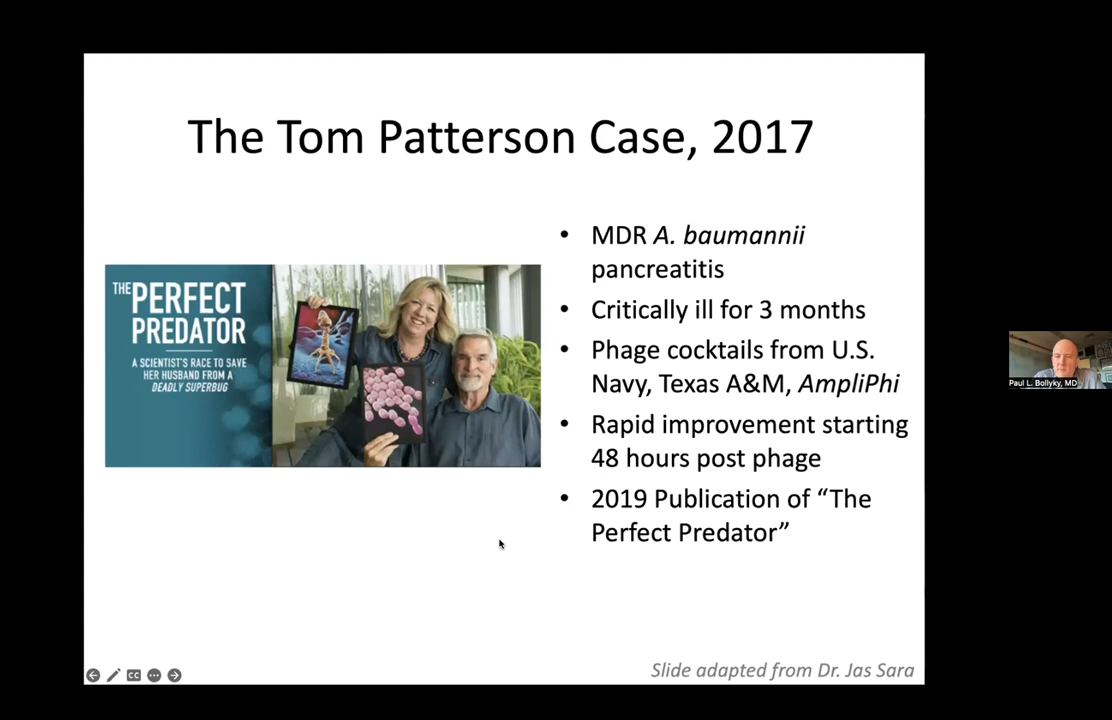 The Tom Patterson Case, 2017
THE PERFECT
PREDATOR
A SCIENTIST'S RACE TO SAVE
HER HUSBAND FROM A
DEADLY SUPERBUG
• MDR A. baumannii
pancreatitis
• Critically ill for 3 months
• Phage cocktails from U.S.
Navy, Texas A&M, AmpliPhi
• Rapid improvement starting
48 hours post phage
• 2019 Publication of “The
Perfect Predator”
Paul L. Bollyky, MD
CC
Slide adapted from Dr. Jas Sara